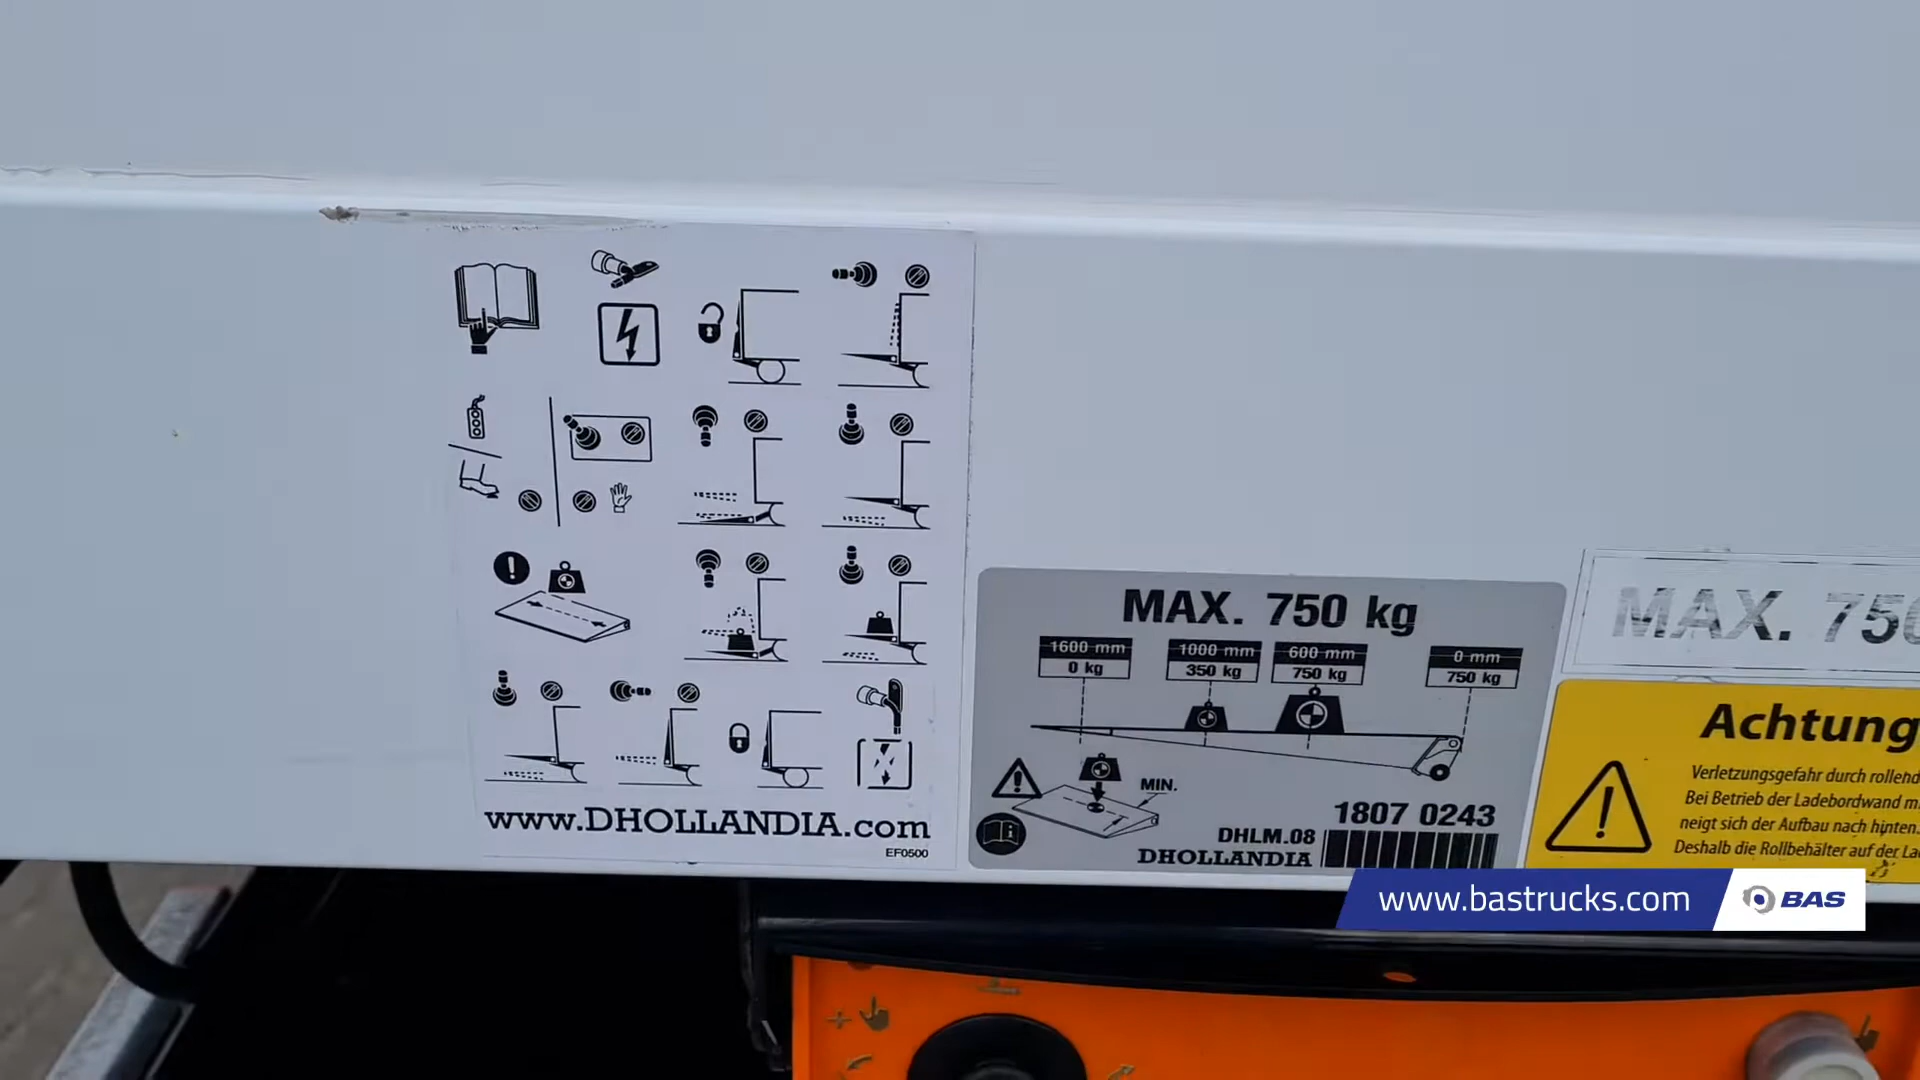 www.DHOLLANDIA.com
EF0500
MAX. 750 kg
1600 mm
0 kg
1000 mm
350 kg
600 mm
750 kg
0 mm
750 kg
MIN.
1807 0243
DHLM.08
DHOLLANDIA
MAX. 750
Achtung
Verletzungsgefahr durch rollend
Bei Betrieb der Ladebordwand m
neigt sich der Aufbau nach hinten.
Deshalb die Rollbehälter auf der La
www.bastrucks.com
BAS